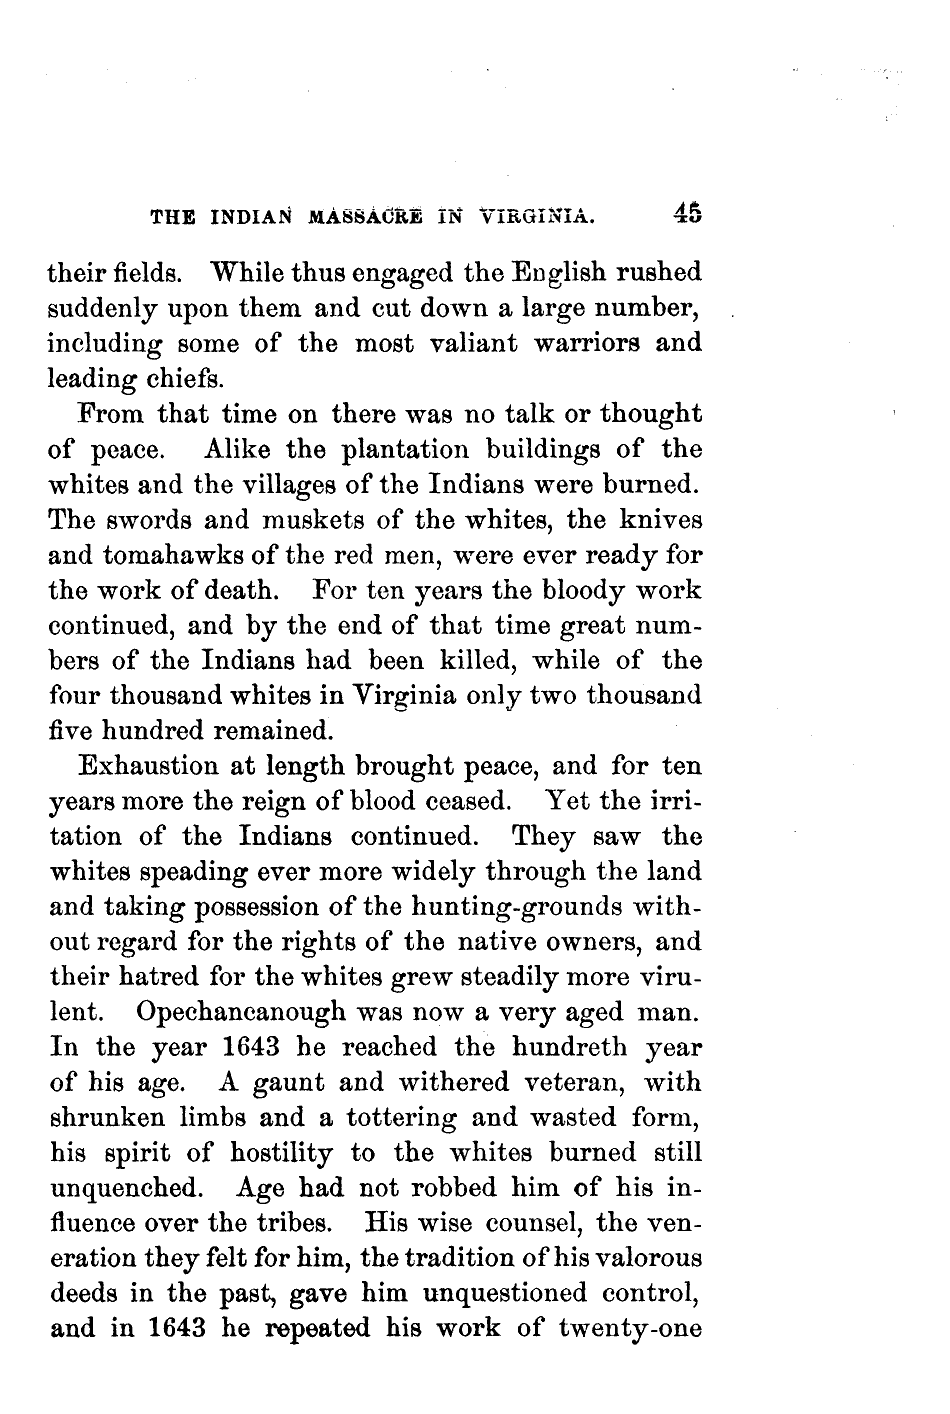 THE INDIAN MASSACRE IN VIRGINIA. 45
their fields. While thus engaged the English rushed
suddenly upon them and cut down a large number,
including some of the most valiant warriors and
leading chiefs.
From that time on there was no talk or thought
of peace. Alike the plantation buildings of the
whites and the villages of the Indians were burned.
The swords and muskets of the whites, the knives
and tomahawks of the red men, were ever ready for
the work of death. For ten years the bloody work
continued, and by the end of that time great num-
bers of the Indians had been killed, while of the
four thousand whites in Virginia only two thousand
five hundred remained.
Exhaustion at length brought peace, and for ten
years more the reign of blood ceased. Yet the irri-
tation of the Indians continued. They saw the
whites speading ever more widely through the land
and taking possession of the hunting-grounds with-
out regard for the rights of the native owners, and
their hatred for the whites grew steadily more viru-
lent. Opechancanough was now a very aged man.
In the year 1643 he reached the hundreth year
of his age. A gaunt and withered veteran, with
shrunken limbs and a tottering and wasted form,
his spirit of hostility to the whites burned still
unquenched. Age had not robbed him of his in-
fluence over the tribes. His wise counsel, the ven-
eration they felt for him, the tradition of his valorous
deeds in the past, gave him unquestioned control,
and in 1643 he repeated his work of twenty-one